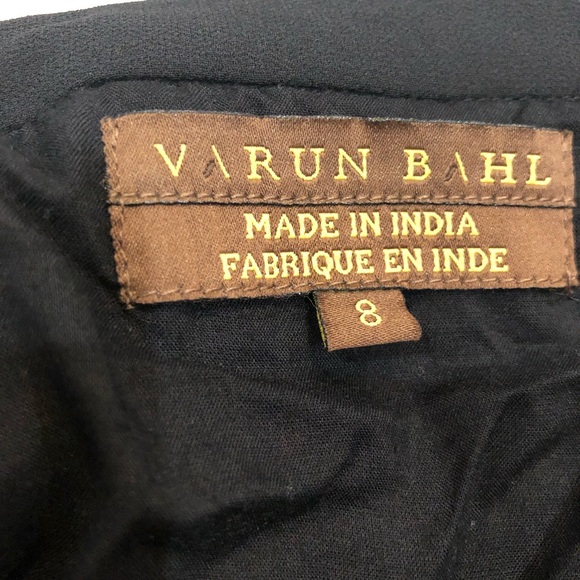 VARUN BAHL
MADE IN INDIA
FABRIQUE EN INDE
8